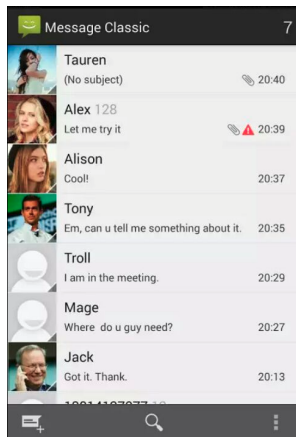 Message Classic 7
Tauren
(No subject) 20:40
Alex 128
Let me try it 20:39
Alison
Cool! 20:37
Tony
Em, can u tell me something about it. 20:35
Troll
I am in the meeting. 20:29
Mage
Where do u guy need? 20:27
Jack
Got it. Thank. 20:13